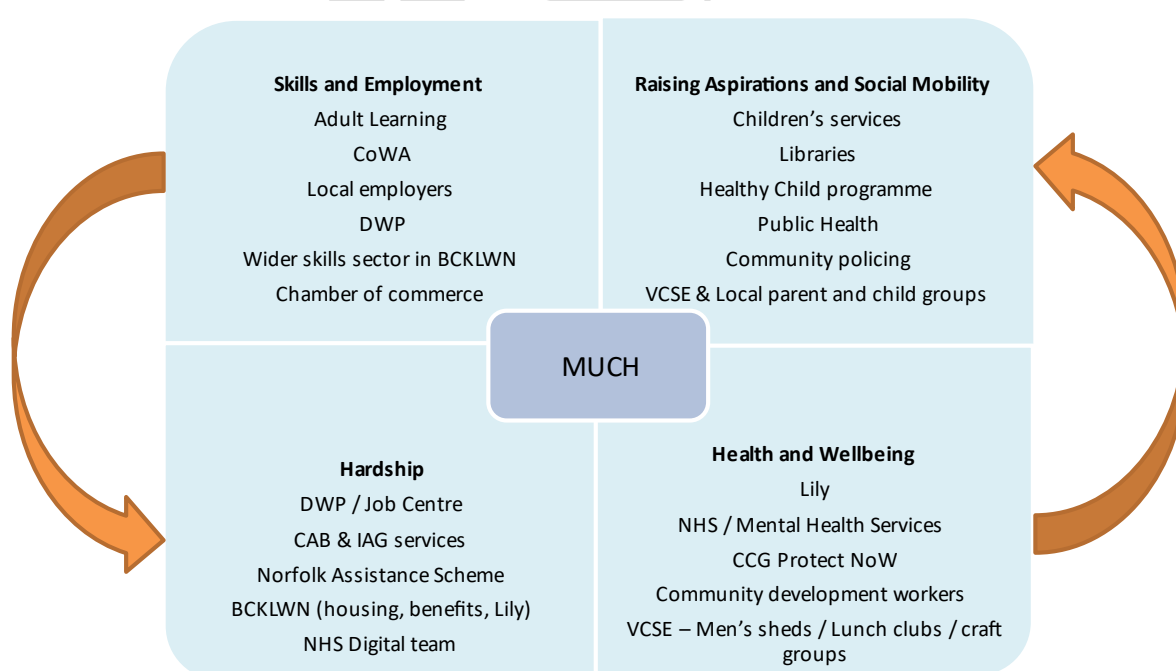 Skills and Employment
Adult Learning
CoWA
Local employers
DWP
Wider skills sector in BCKLWN
Chamber of commerce
Raising Aspirations and Social Mobility
Children’s services
Libraries
Healthy Child programme
Public Health
Community policing
VCSE & Local parent and child groups
MUCH
Hardship
DWP / Job Centre
CAB & IAG services
Norfolk Assistance Scheme
BCKLWN (housing, benefits, Lily)
NHS Digital team
Health and Wellbeing
Lily
NHS / Mental Health Services
CCG Protect NoW
Community development workers
VCSE – Men’s sheds / Lunch clubs / craft
groups